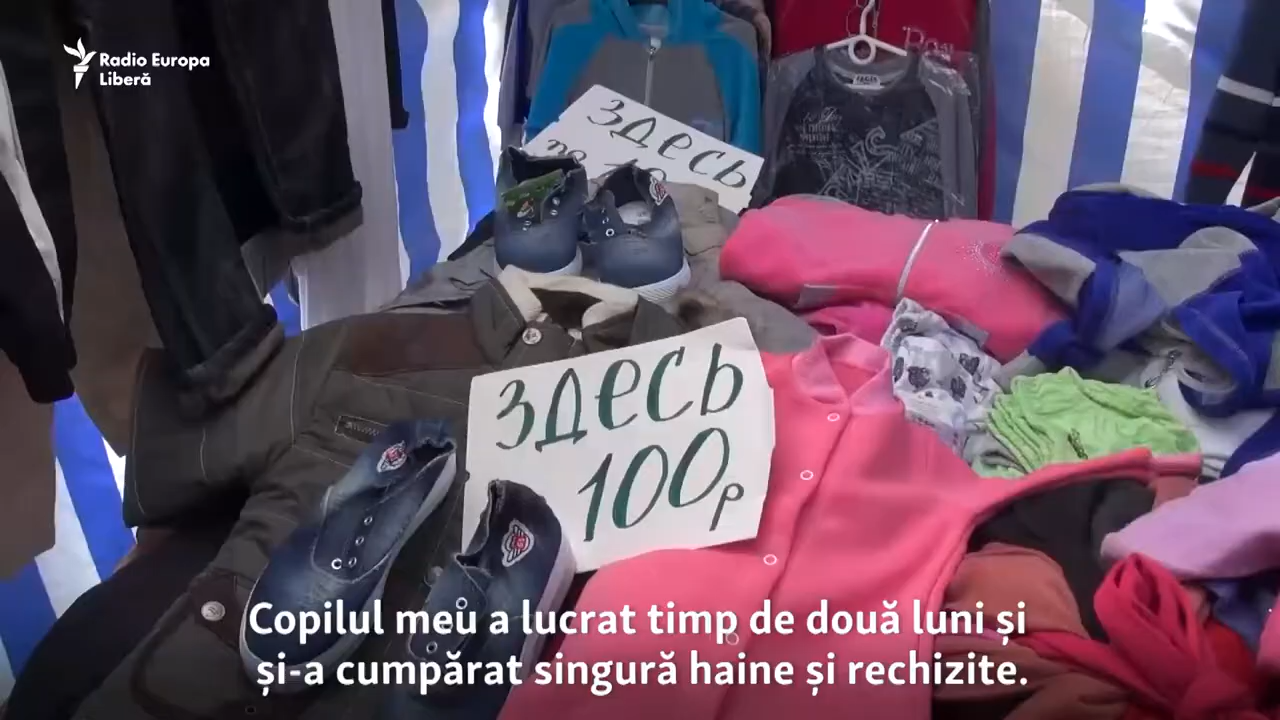 Radio Europa
Liberă
ЗДЕСЬ
ЗДЕСЬ
100р
Copilul meu a lucrat timp de două luni și
și-a cumpărat singură haine și rechizite.